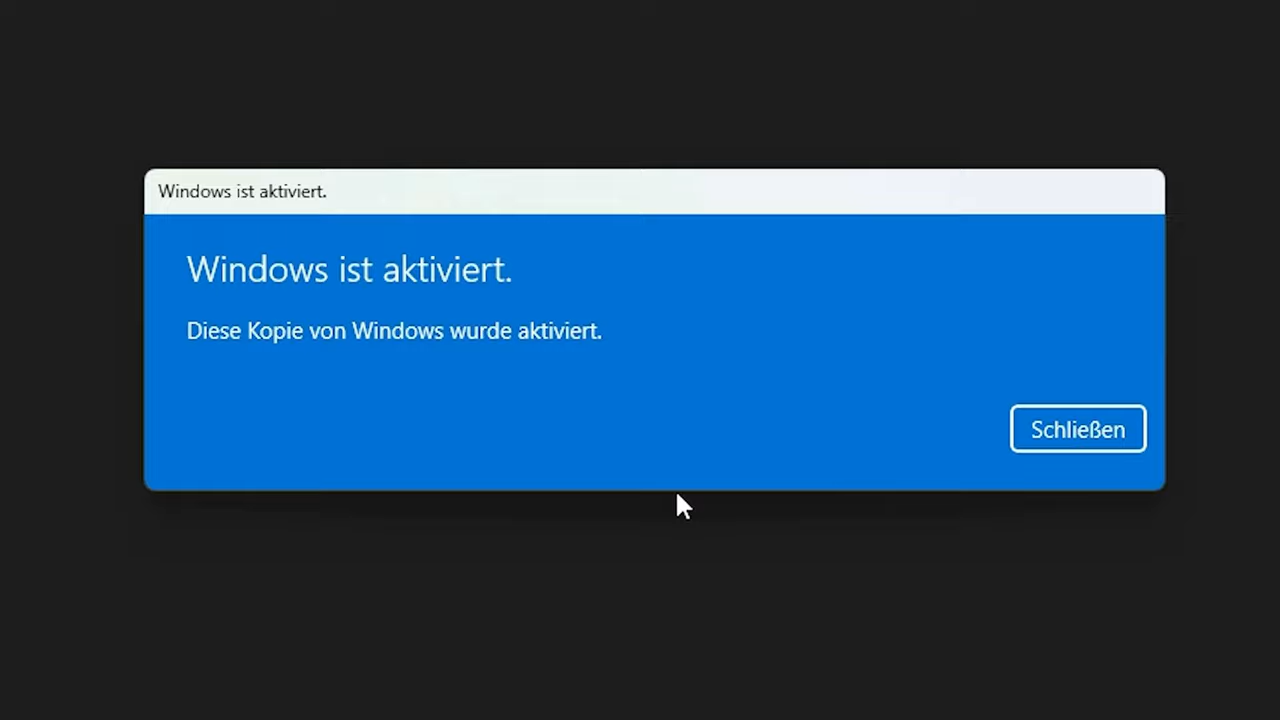 Windows ist aktiviert.
Windows ist aktiviert.
Diese Kopie von Windows wurde aktiviert.
Schließen